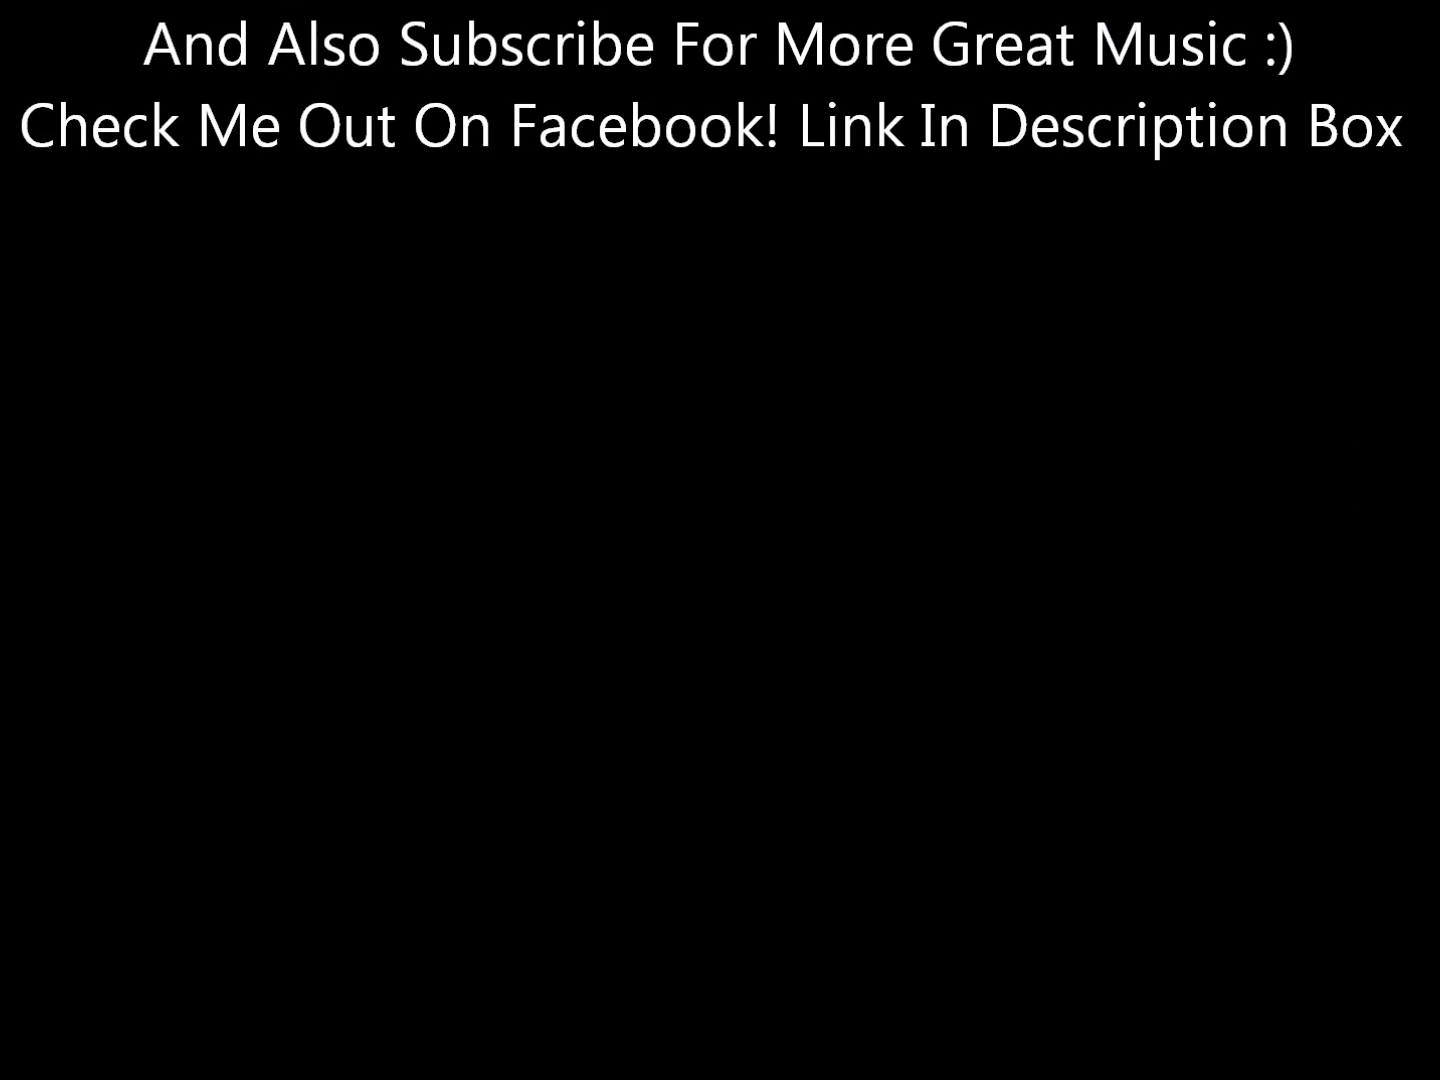 And Also Subscribe For More Great Music :)
Check Me Out On Facebook! Link In Description Box